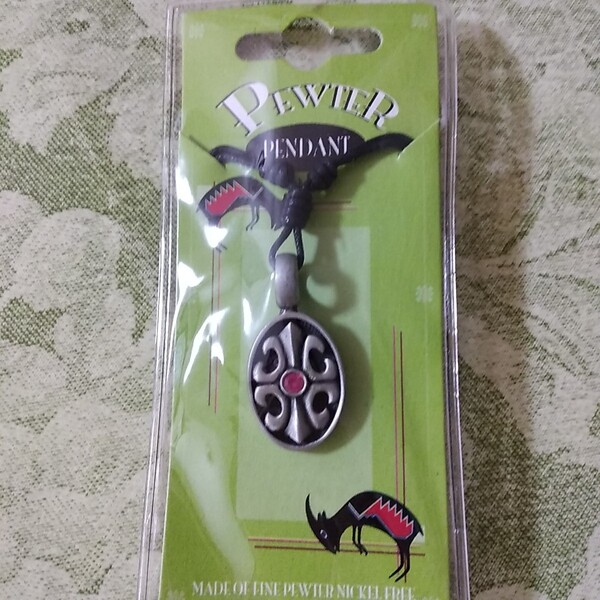 PEWTER
PENDANT
MADE OF FINE PEWTER NICKEL FREE